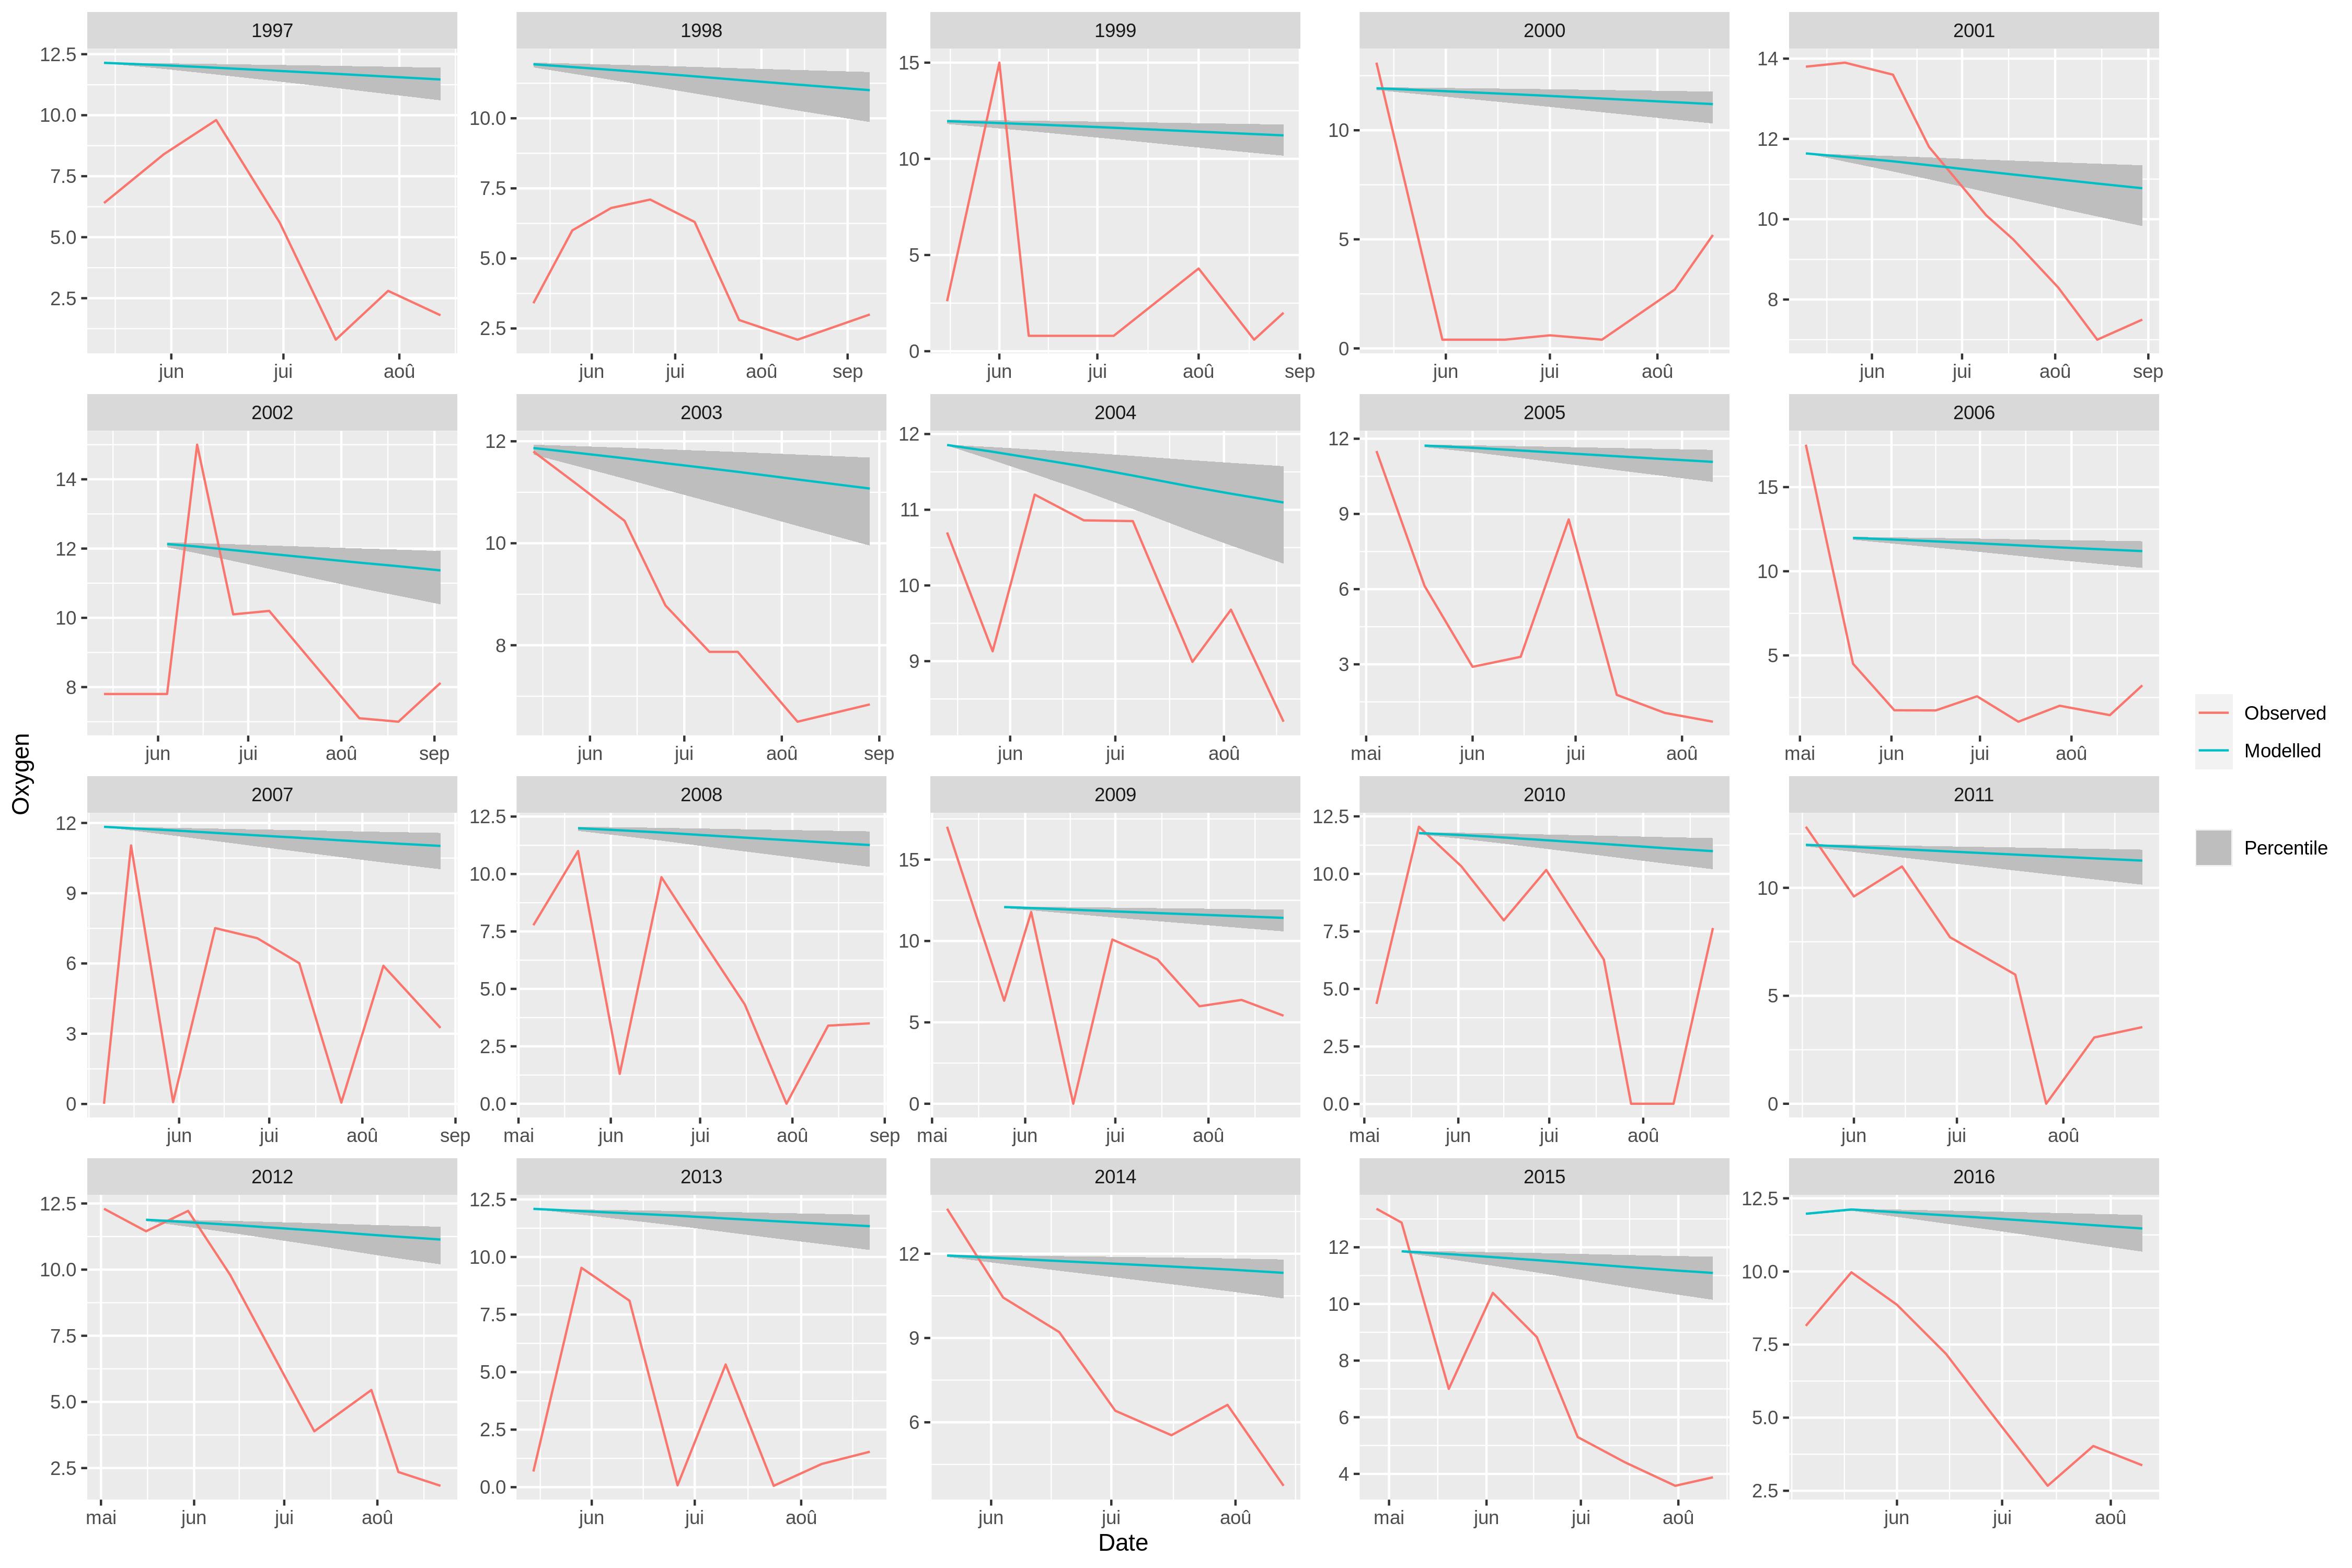 1997 1998 1999 2000 2001
12.5 10.0 7.5 5.0 2.5
10.0 7.5 5.0 2.5
15 10 5 0
10 5 0
14 12 10 8
jun jui aoû
jun jui aoû sep
jun jui aoû sep
jun jui aoû
jun jui aoû sep
2002 2003 2004 2005 2006
14 12 10 8
12 10 8
12 11 10 9
12 9 6 3
15 10 5
jun jui aoû sep
jun jui aoû sep
jun jui aoû
mai jun jui aoû
mai jun jui aoû
Oxygen
Observed
Modelled
Percentile
2007 2008 2009 2010 2011
12 9 6 3 0
12.5 10.0 7.5 5.0 2.5 0.0
15 10 5 0
12.5 10.0 7.5 5.0 2.5 0.0
10 5 0
jun jui aoû sep
mai jun jui aoû sep
mai jun jui aoû
mai jun jui aoû
jun jui aoû
2012 2013 2014 2015 2016
12.5 10.0 7.5 5.0 2.5
12.5 10.0 7.5 5.0 2.5 0.0
12 9 6
12 10 8 6 4
12.5 10.0 7.5 5.0 2.5
mai jun jui aoû
jun jui aoû
jun jui aoû
mai jun jui aoû
jun jui aoû
Date